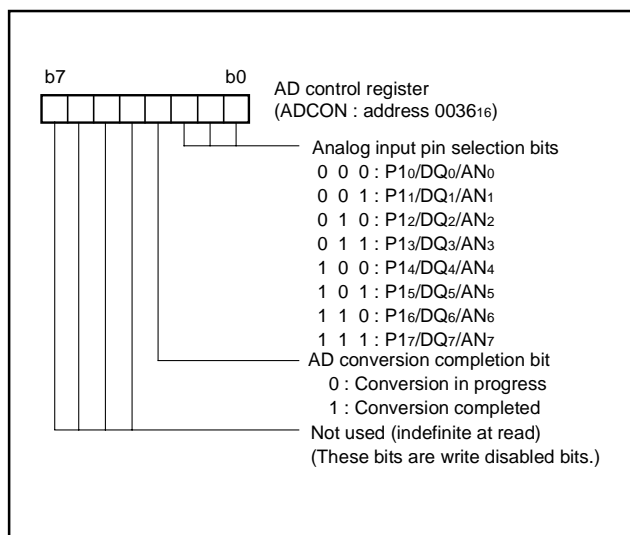 b7 b0
AD control register
(ADCON : address 0036₁₆)
Analog input pin selection bits
0 0 0 : P1₀/DQ₀/AN₀
0 0 1 : P1₁/DQ₁/AN₁
0 1 0 : P1₂/DQ₂/AN₂
0 1 1 : P1₃/DQ₃/AN₃
1 0 0 : P1₄/DQ₄/AN₄
1 0 1 : P1₅/DQ₅/AN₅
1 1 0 : P1₆/DQ₆/AN₆
1 1 1 : P1₇/DQ₇/AN₇
AD conversion completion bit
0 : Conversion in progress
1 : Conversion completed
Not used (indefinite at read)
(These bits are write disabled bits.)